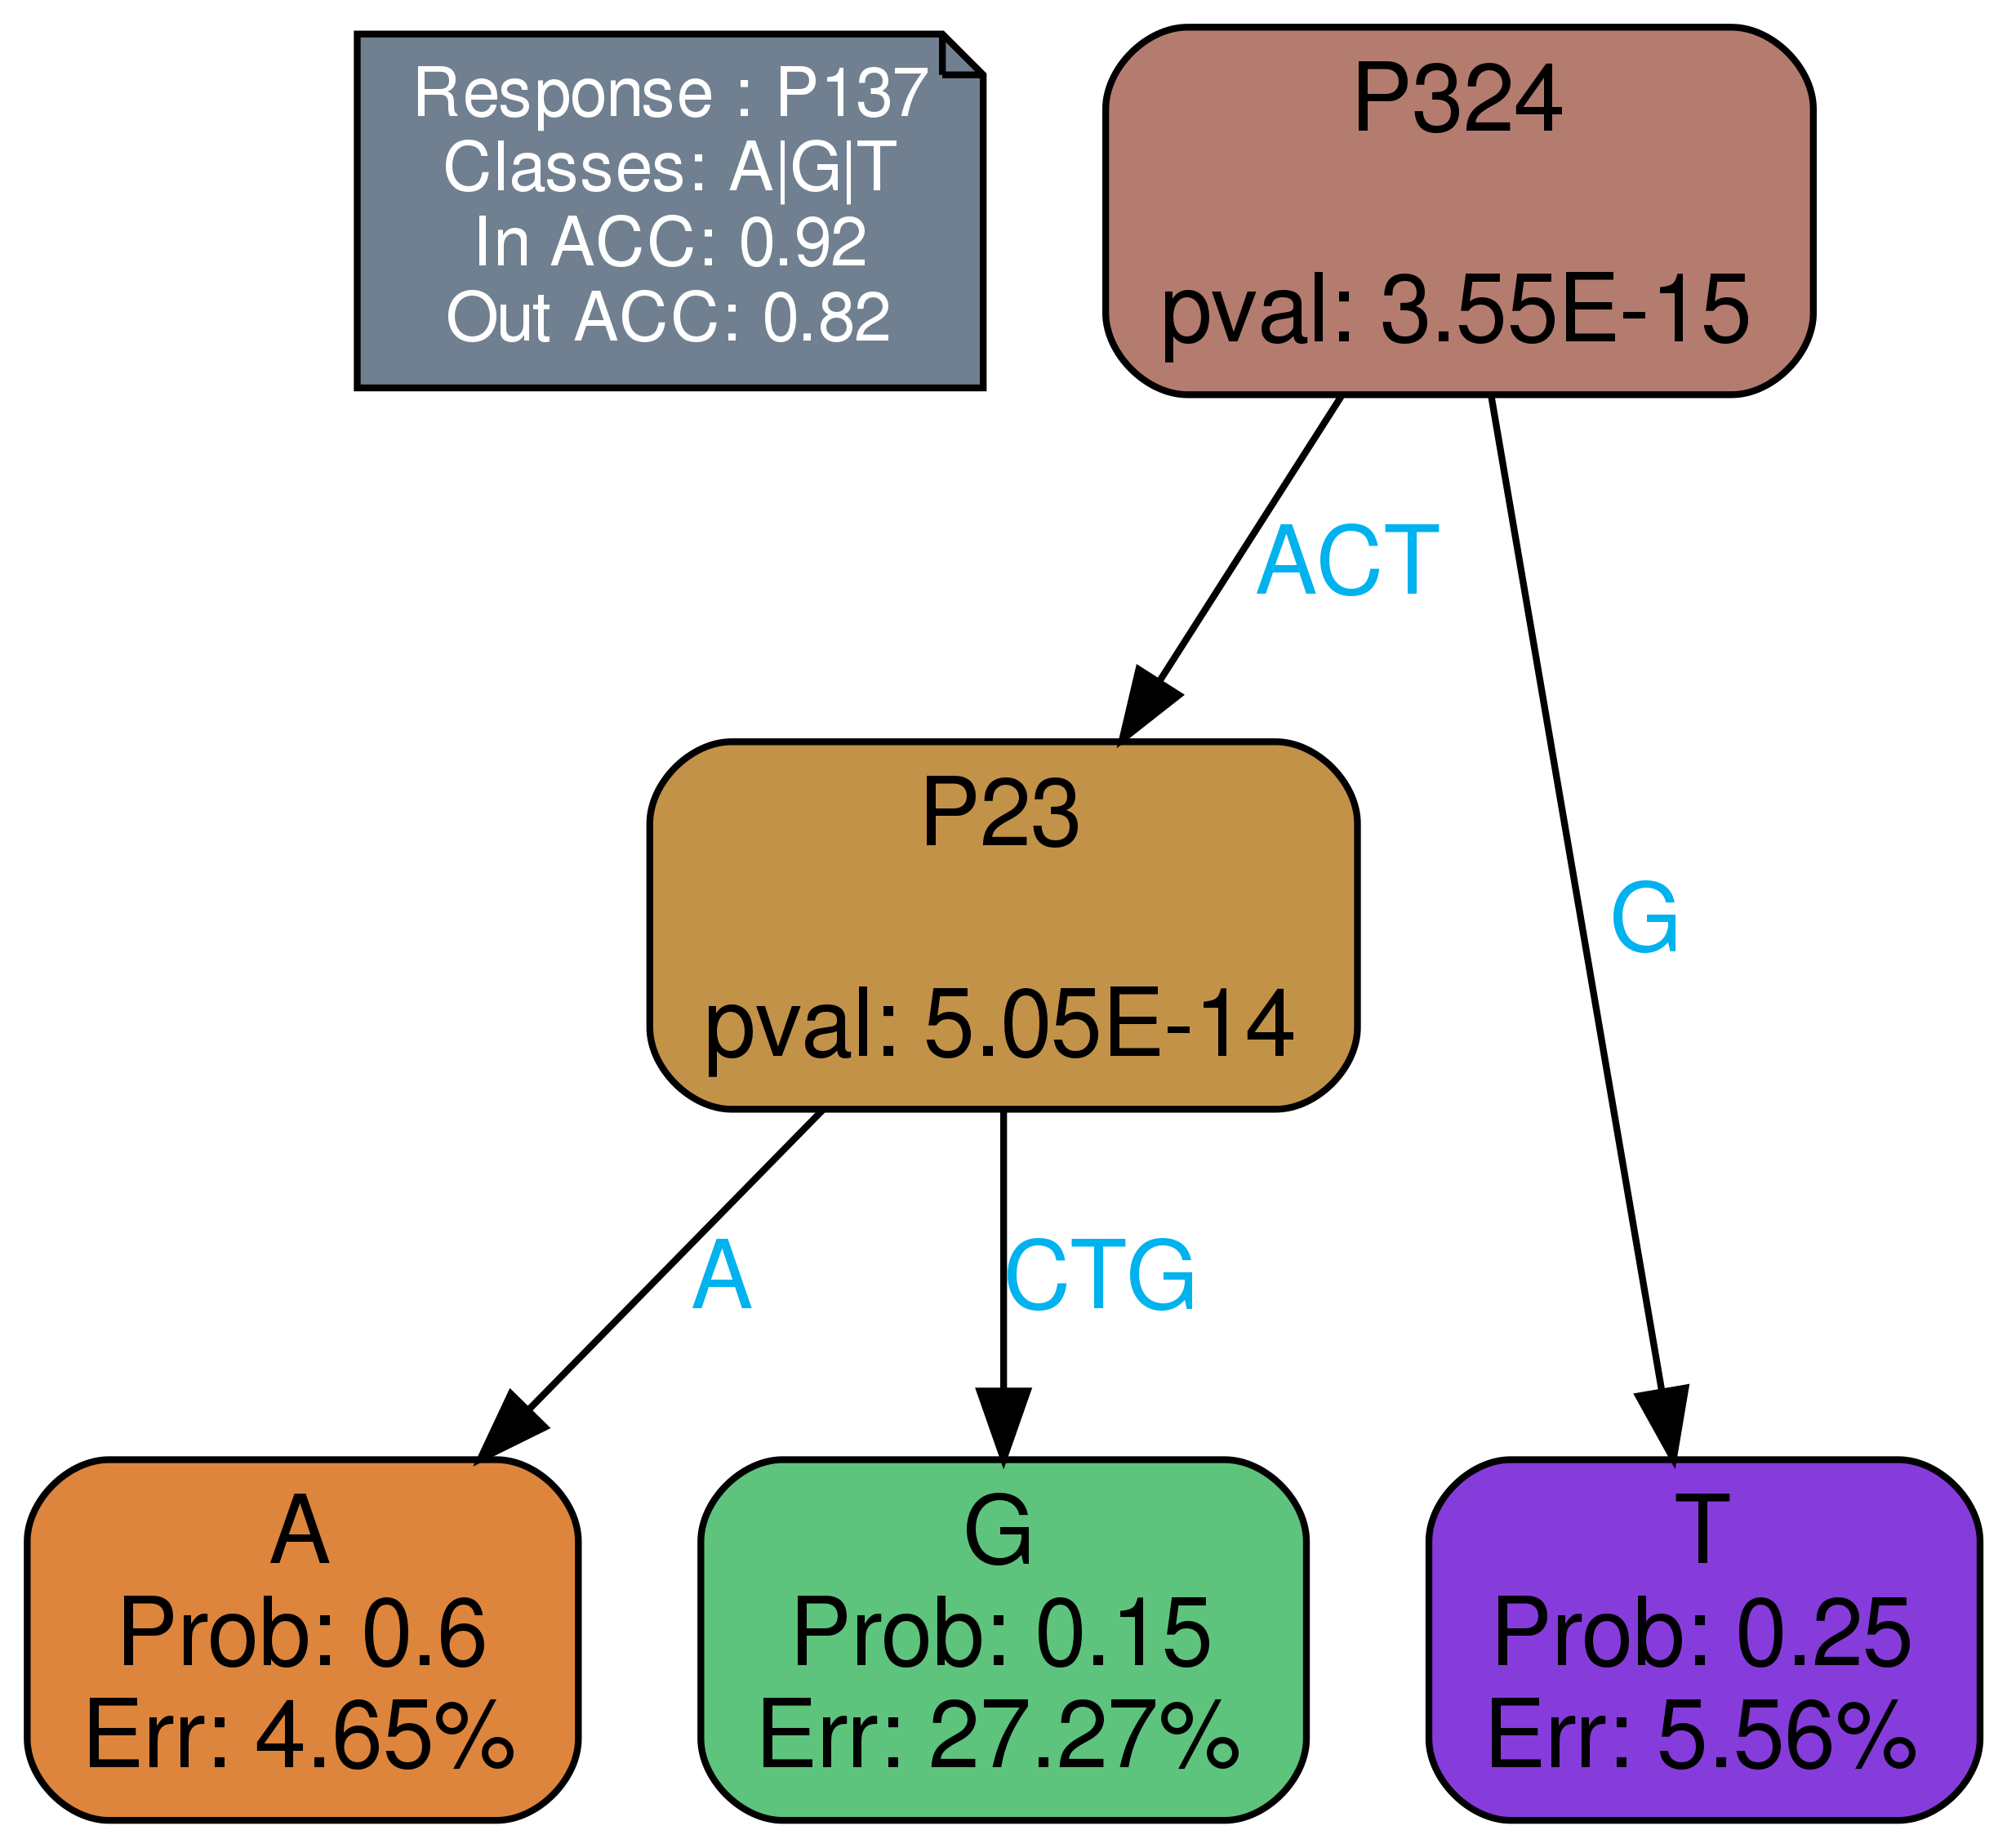 Response : P137
Classes: A|G|T
In ACC: 0.92
Out ACC: 0.82
P324
pval: 3.55E-15
ACT
G
P23
pval: 5.05E-14
A
CTG
A
Prob: 0.6
Err: 4.65%
G
Prob: 0.15
Err: 27.27%
T
Prob: 0.25
Err: 5.56%